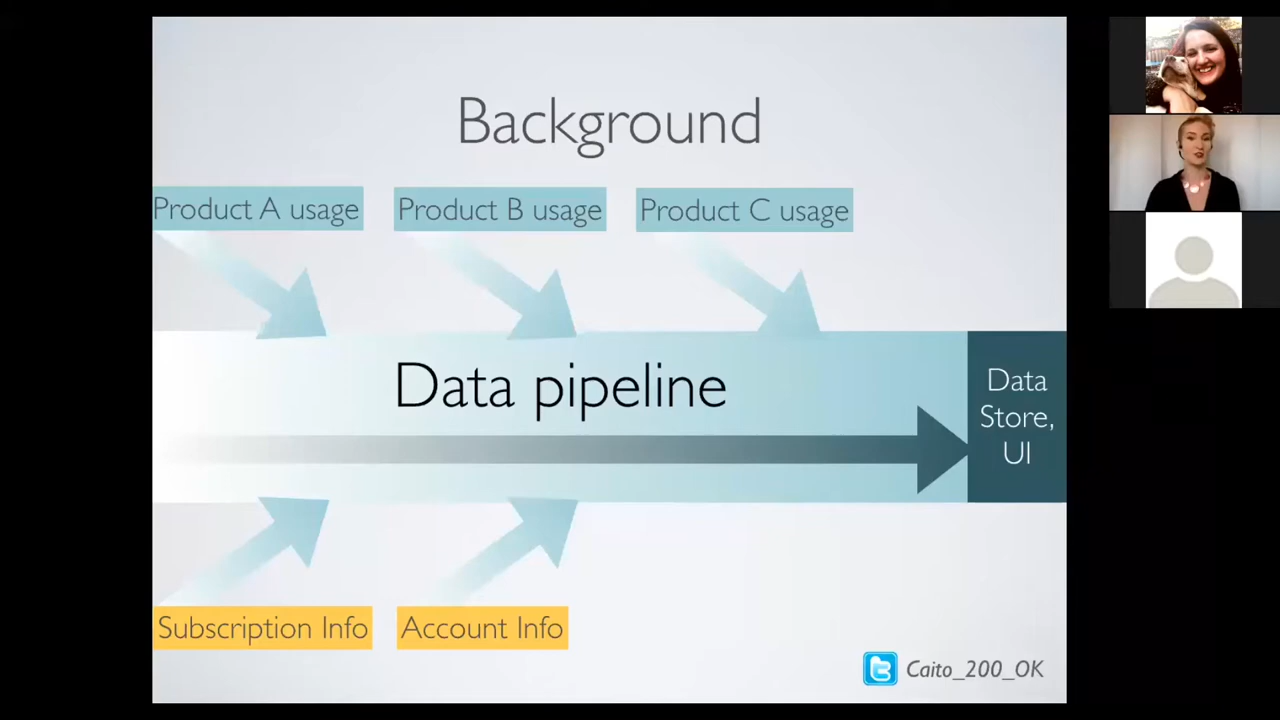 Background
Product A usage
Product B usage
Product C usage
Data pipeline
Data
Store,
UI
Subscription Info
Account Info
Caito_200_OK